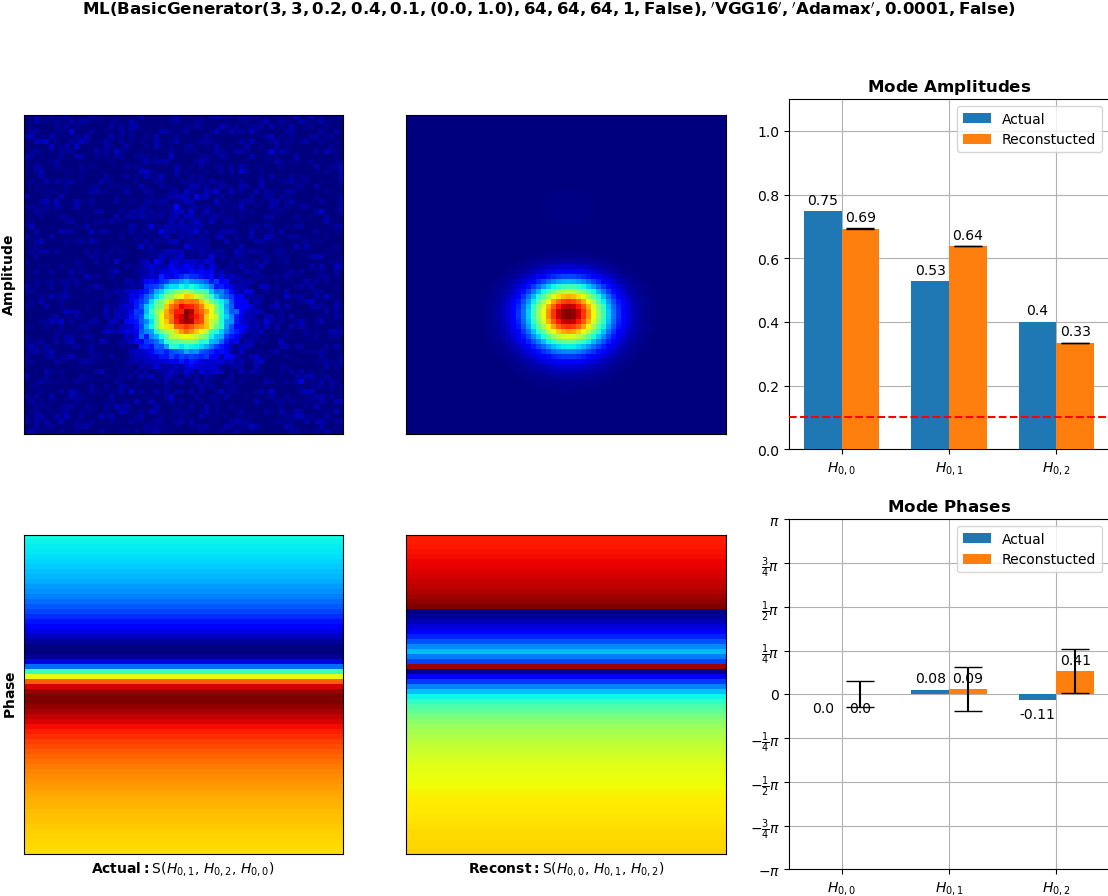 ML(BasicGenerator(3, 3, 0.2, 0.4, 0.1, (0.0, 1.0), 64, 64, 64, 1, False), ′VGG16′, ′Adamax′, 0.0001, False)
Amplitude
Mode Amplitudes
Actual
Reconstucted
1.0
0.8
0.6
0.4
0.2
0.0
0.75
0.69
0.53
0.64
0.4
0.33
H0,0
H0,1
H0,2
Phase
Actual: S(H0,1, H0,2, H0,0)
Reconst: S(H0,0, H0,1, H0,2)
Mode Phases
Actual
Reconstucted
π
3/4π
1/2π
1/4π
0
−1/4π
−1/2π
−3/4π
−π
0.0
0.0
0.08
0.09
-0.11
0.41
H0,0
H0,1
H0,2